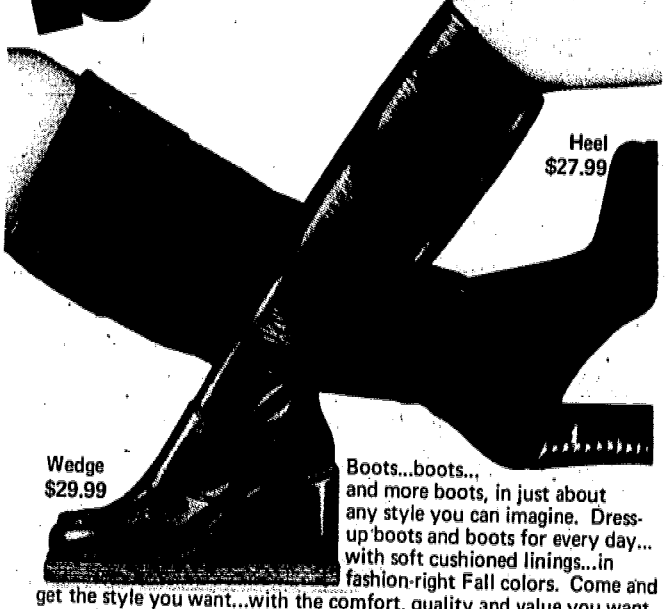 Heel
$27.99
Wedge
$29.99
Boots...boots...
and more boots, in just about
any style you can imagine. Dress-
up boots and boots for every day...
with soft cushioned linings...in
fashion-right Fall colors. Come and
get the style you want...with the comfort, quality and value you want